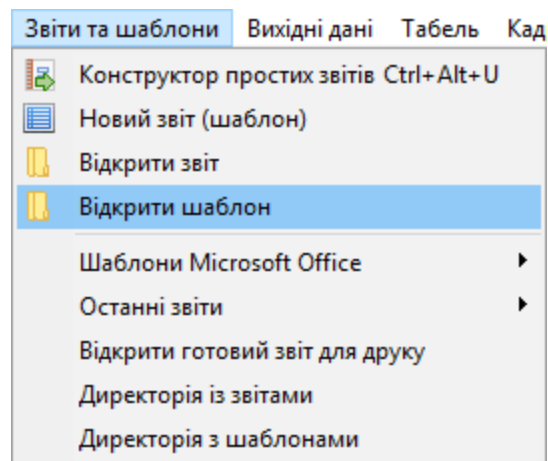 Звіти та шаблони Вихідні дані Табель Кад
Конструктор простих звітів Ctrl+Alt+U
Новий звіт (шаблон)
Відкрити звіт
Відкрити шаблон
Шаблони Microsoft Office
Останні звіти
Відкрити готовий звіт для друку
Директорія із звітами
Директорія з шаблонами